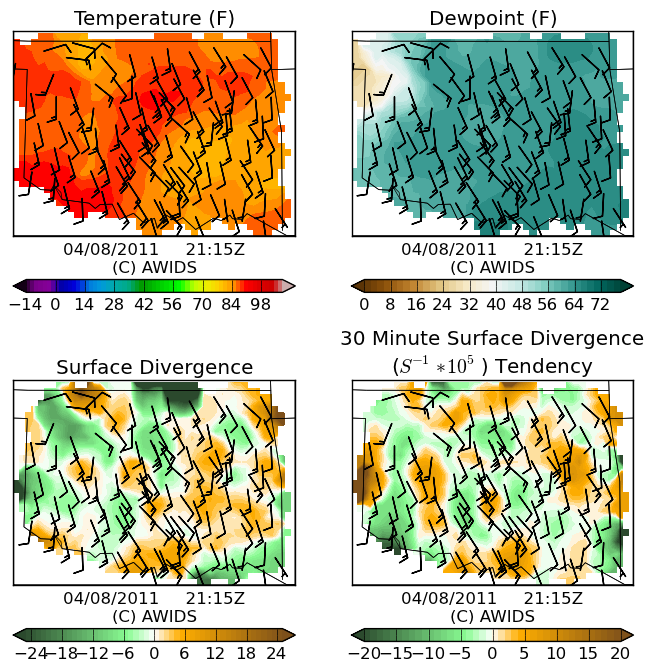 Temperature (F)
Dewpoint (F)
04/08/2011 21:15Z
(C) AWIDS
04/08/2011 21:15Z
(C) AWIDS
−14 0 14 28 42 56 70 84 98
0 8 16 24 32 40 48 56 64 72
Surface Divergence
30 Minute Surface Divergence
(S⁻¹ *10⁵ ) Tendency
04/08/2011 21:15Z
(C) AWIDS
04/08/2011 21:15Z
(C) AWIDS
−24−18−12 −6 0 6 12 18 24
−20−15−10 −5 0 5 10 15 20